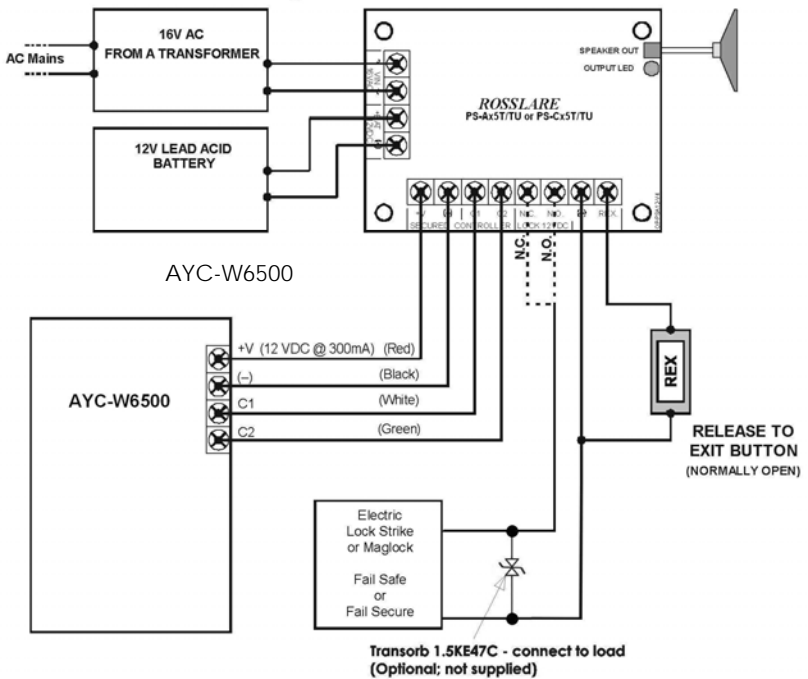 16V AC
FROM A TRANSFORMER
AC Mains
SPEAKER OUT
OUTPUT LED
ROSSLARE
PS-Ax5T/TU or PS-Cx5T/TU
12V LEAD ACID
BATTERY
+V (–) C1 C2 N.C. N.O. (–) REX.
SECURED CONTROLLER LOCK 12VDC
N.C.
N.O.
AYC-W6500
+V (12 VDC @ 300mA) (Red)
(–) (Black)
C1 (White)
C2 (Green)
AYC-W6500
REX
RELEASE TO
EXIT BUTTON
(NORMALLY OPEN)
Electric
Lock Strike
or Maglock
Fail Safe
or
Fail Secure
Transorb 1.5KE47C - connect to load
(Optional; not supplied)